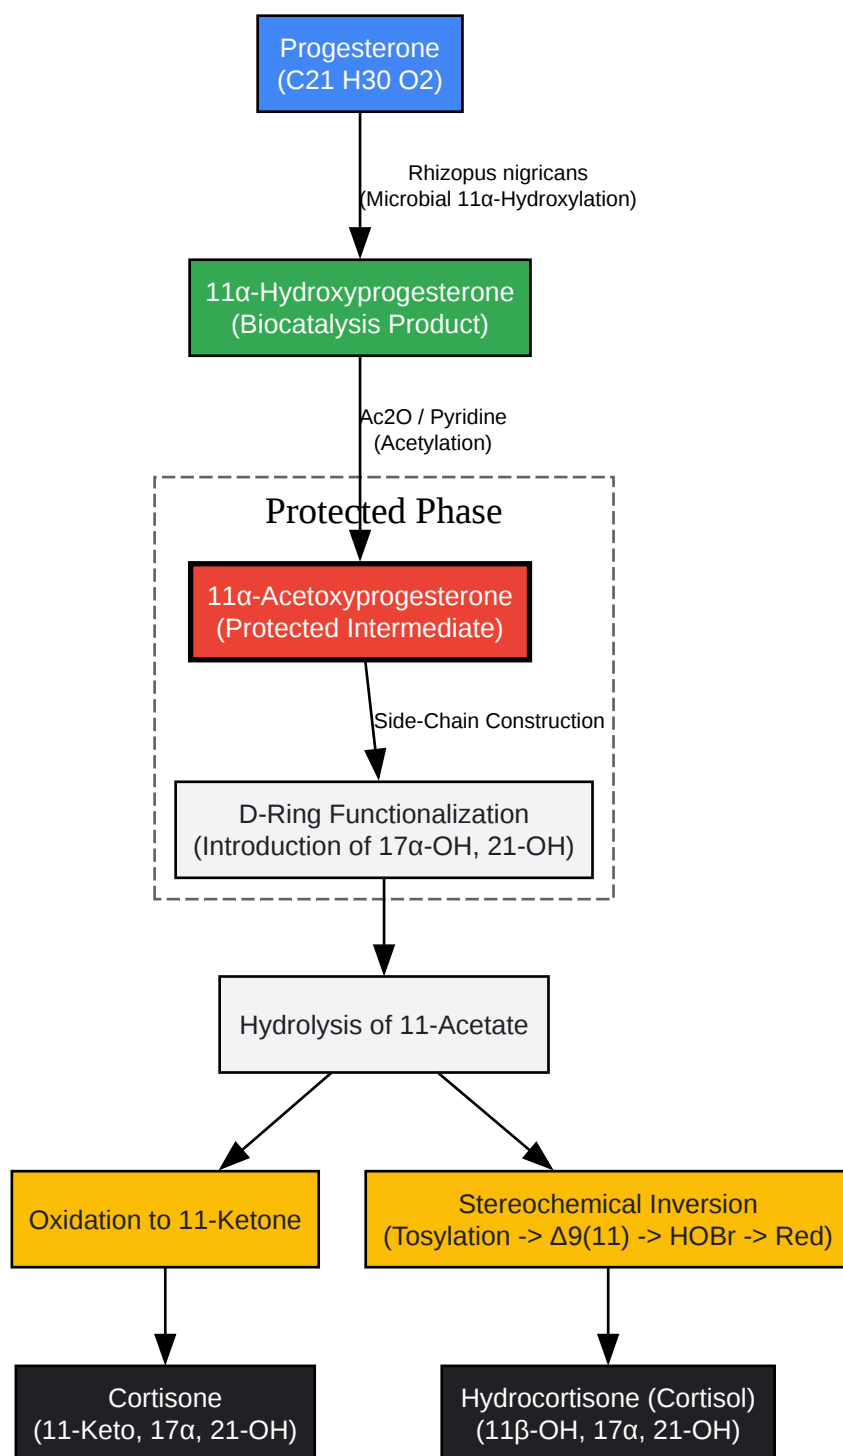 Progesterone
(C21 H30 O2)
Rhizopus nigricans
(Microbial 11α-Hydroxylation)
11α-Hydroxyprogesterone
(Biocatalysis Product)
Ac2O / Pyridine
(Acetylation)
Protected Phase
11α-Acetoxyprogesterone
(Protected Intermediate)
Side-Chain Construction
D-Ring Functionalization
(Introduction of 17α-OH, 21-OH)
Hydrolysis of 11-Acetate
Oxidation to 11-Ketone
Stereochemical Inversion
(Tosylation -> Δ9(11) -> HOBr -> Red)
Cortisone
(11-Keto, 17α, 21-OH)
Hydrocortisone (Cortisol)
(11β-OH, 17α, 21-OH)